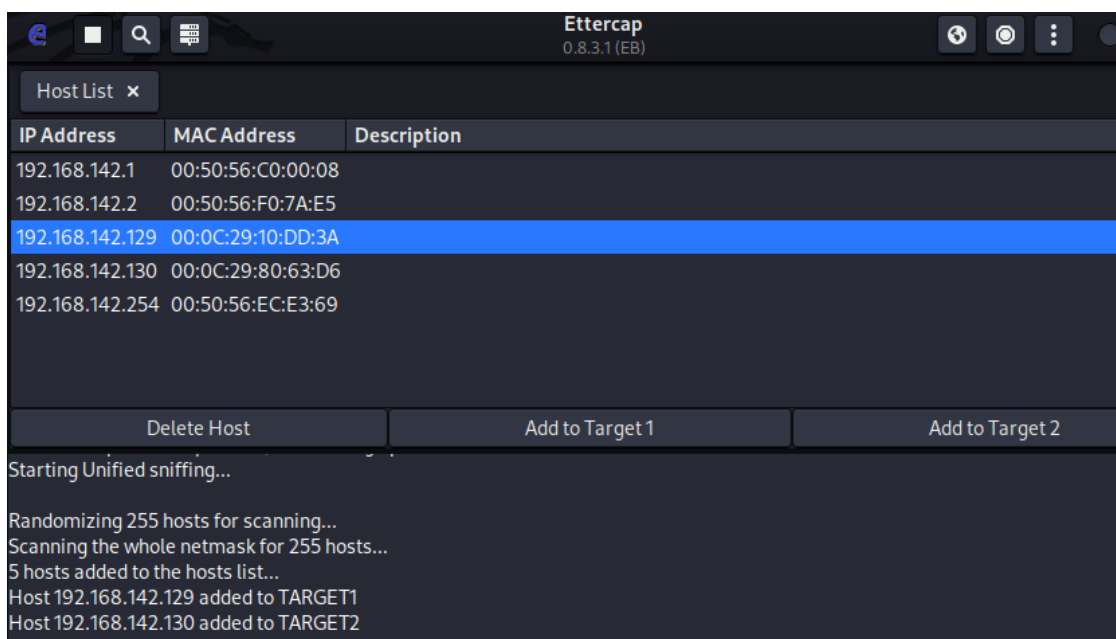 Ettercap
0.8.3.1 (EB)
Host List ×
IP Address MAC Address Description
192.168.142.1 00:50:56:C0:00:08
192.168.142.2 00:50:56:F0:7A:E5
192.168.142.129 00:0C:29:10:DD:3A
192.168.142.130 00:0C:29:80:63:D6
192.168.142.254 00:50:56:EC:E3:69
Delete Host Add to Target 1 Add to Target 2
Starting Unified sniffing...
Randomizing 255 hosts for scanning...
Scanning the whole netmask for 255 hosts...
5 hosts added to the hosts list...
Host 192.168.142.129 added to TARGET1
Host 192.168.142.130 added to TARGET2